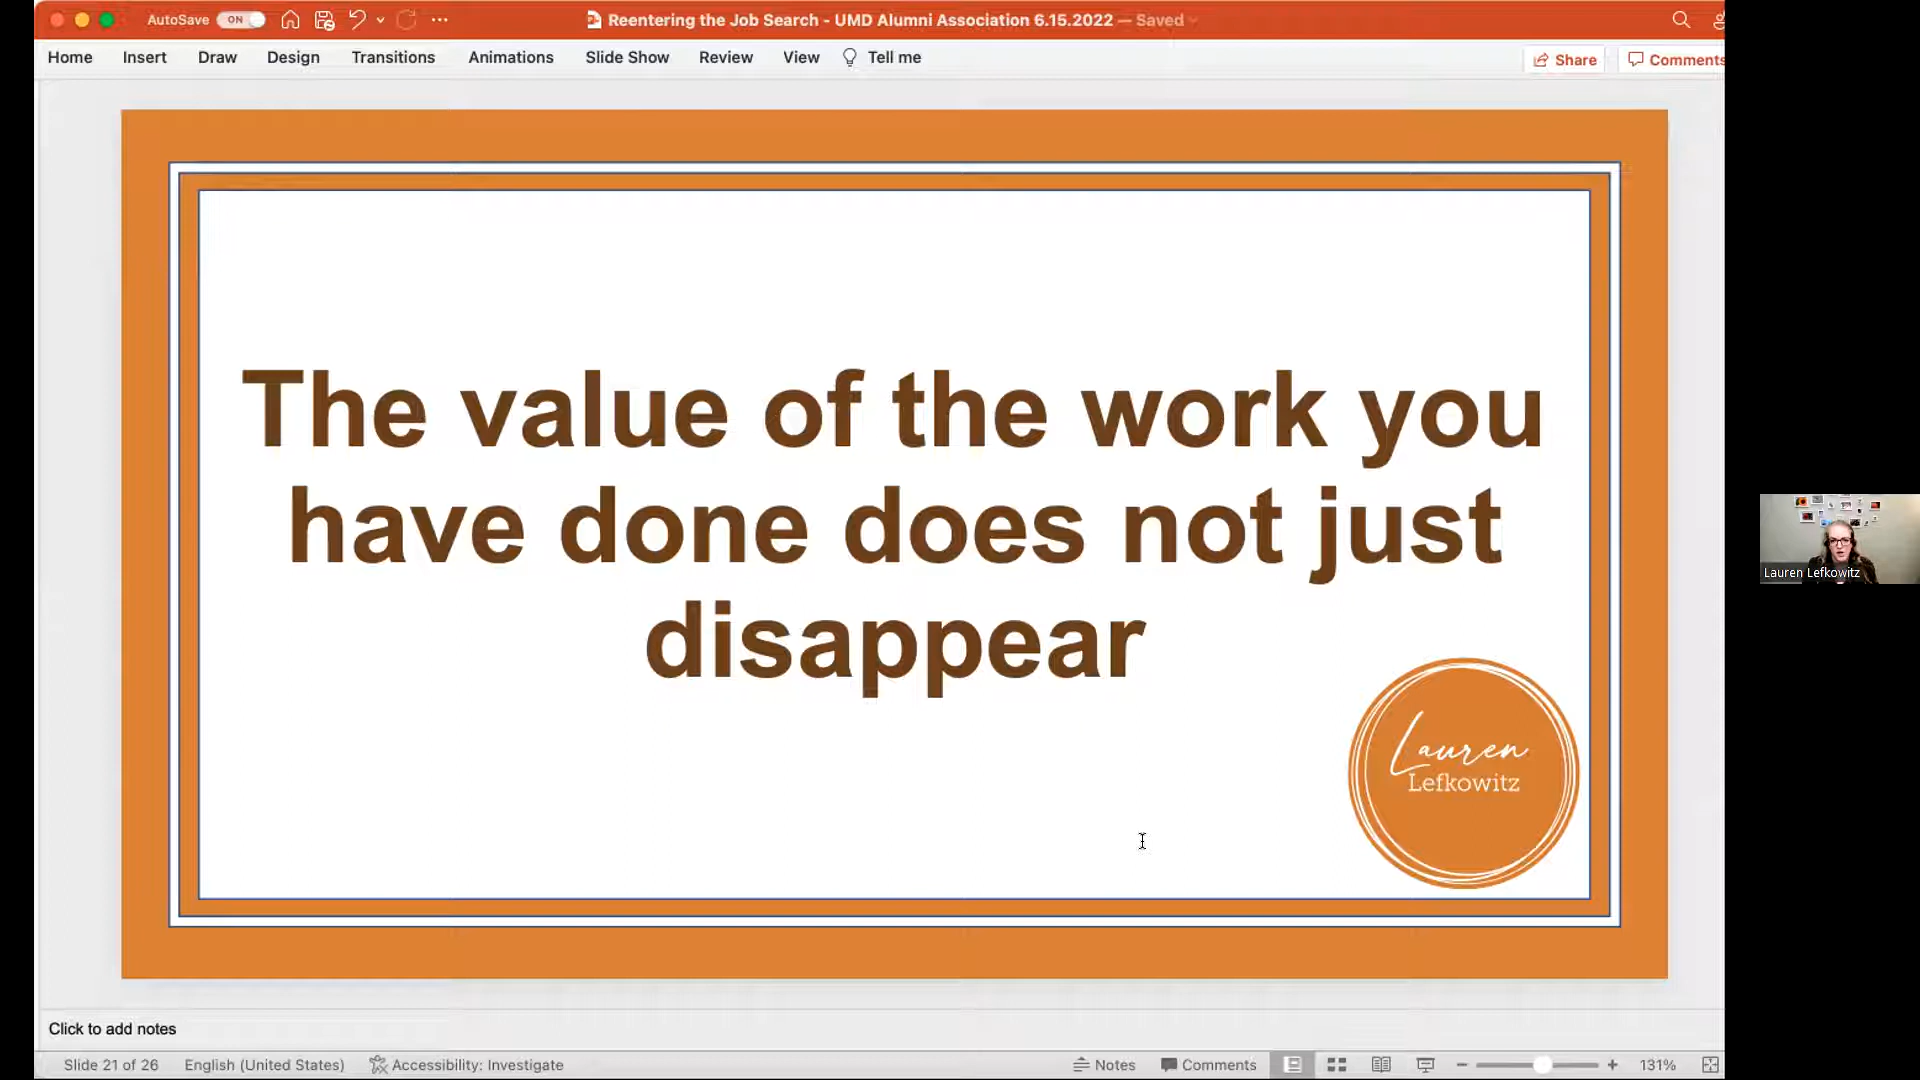 AutoSave ON Reentering the Job Search - UMD Alumni Association 6.15.2022 — Saved
Home Insert Draw Design Transitions Animations Slide Show Review View Tell me Share Comments
The value of the work you
have done does not just
disappear
Lauren
Lefkowitz
Lauren Lefkowitz
Click to add notes
Slide 21 of 26 English (United States) Accessibility: Investigate Notes Comments 131%